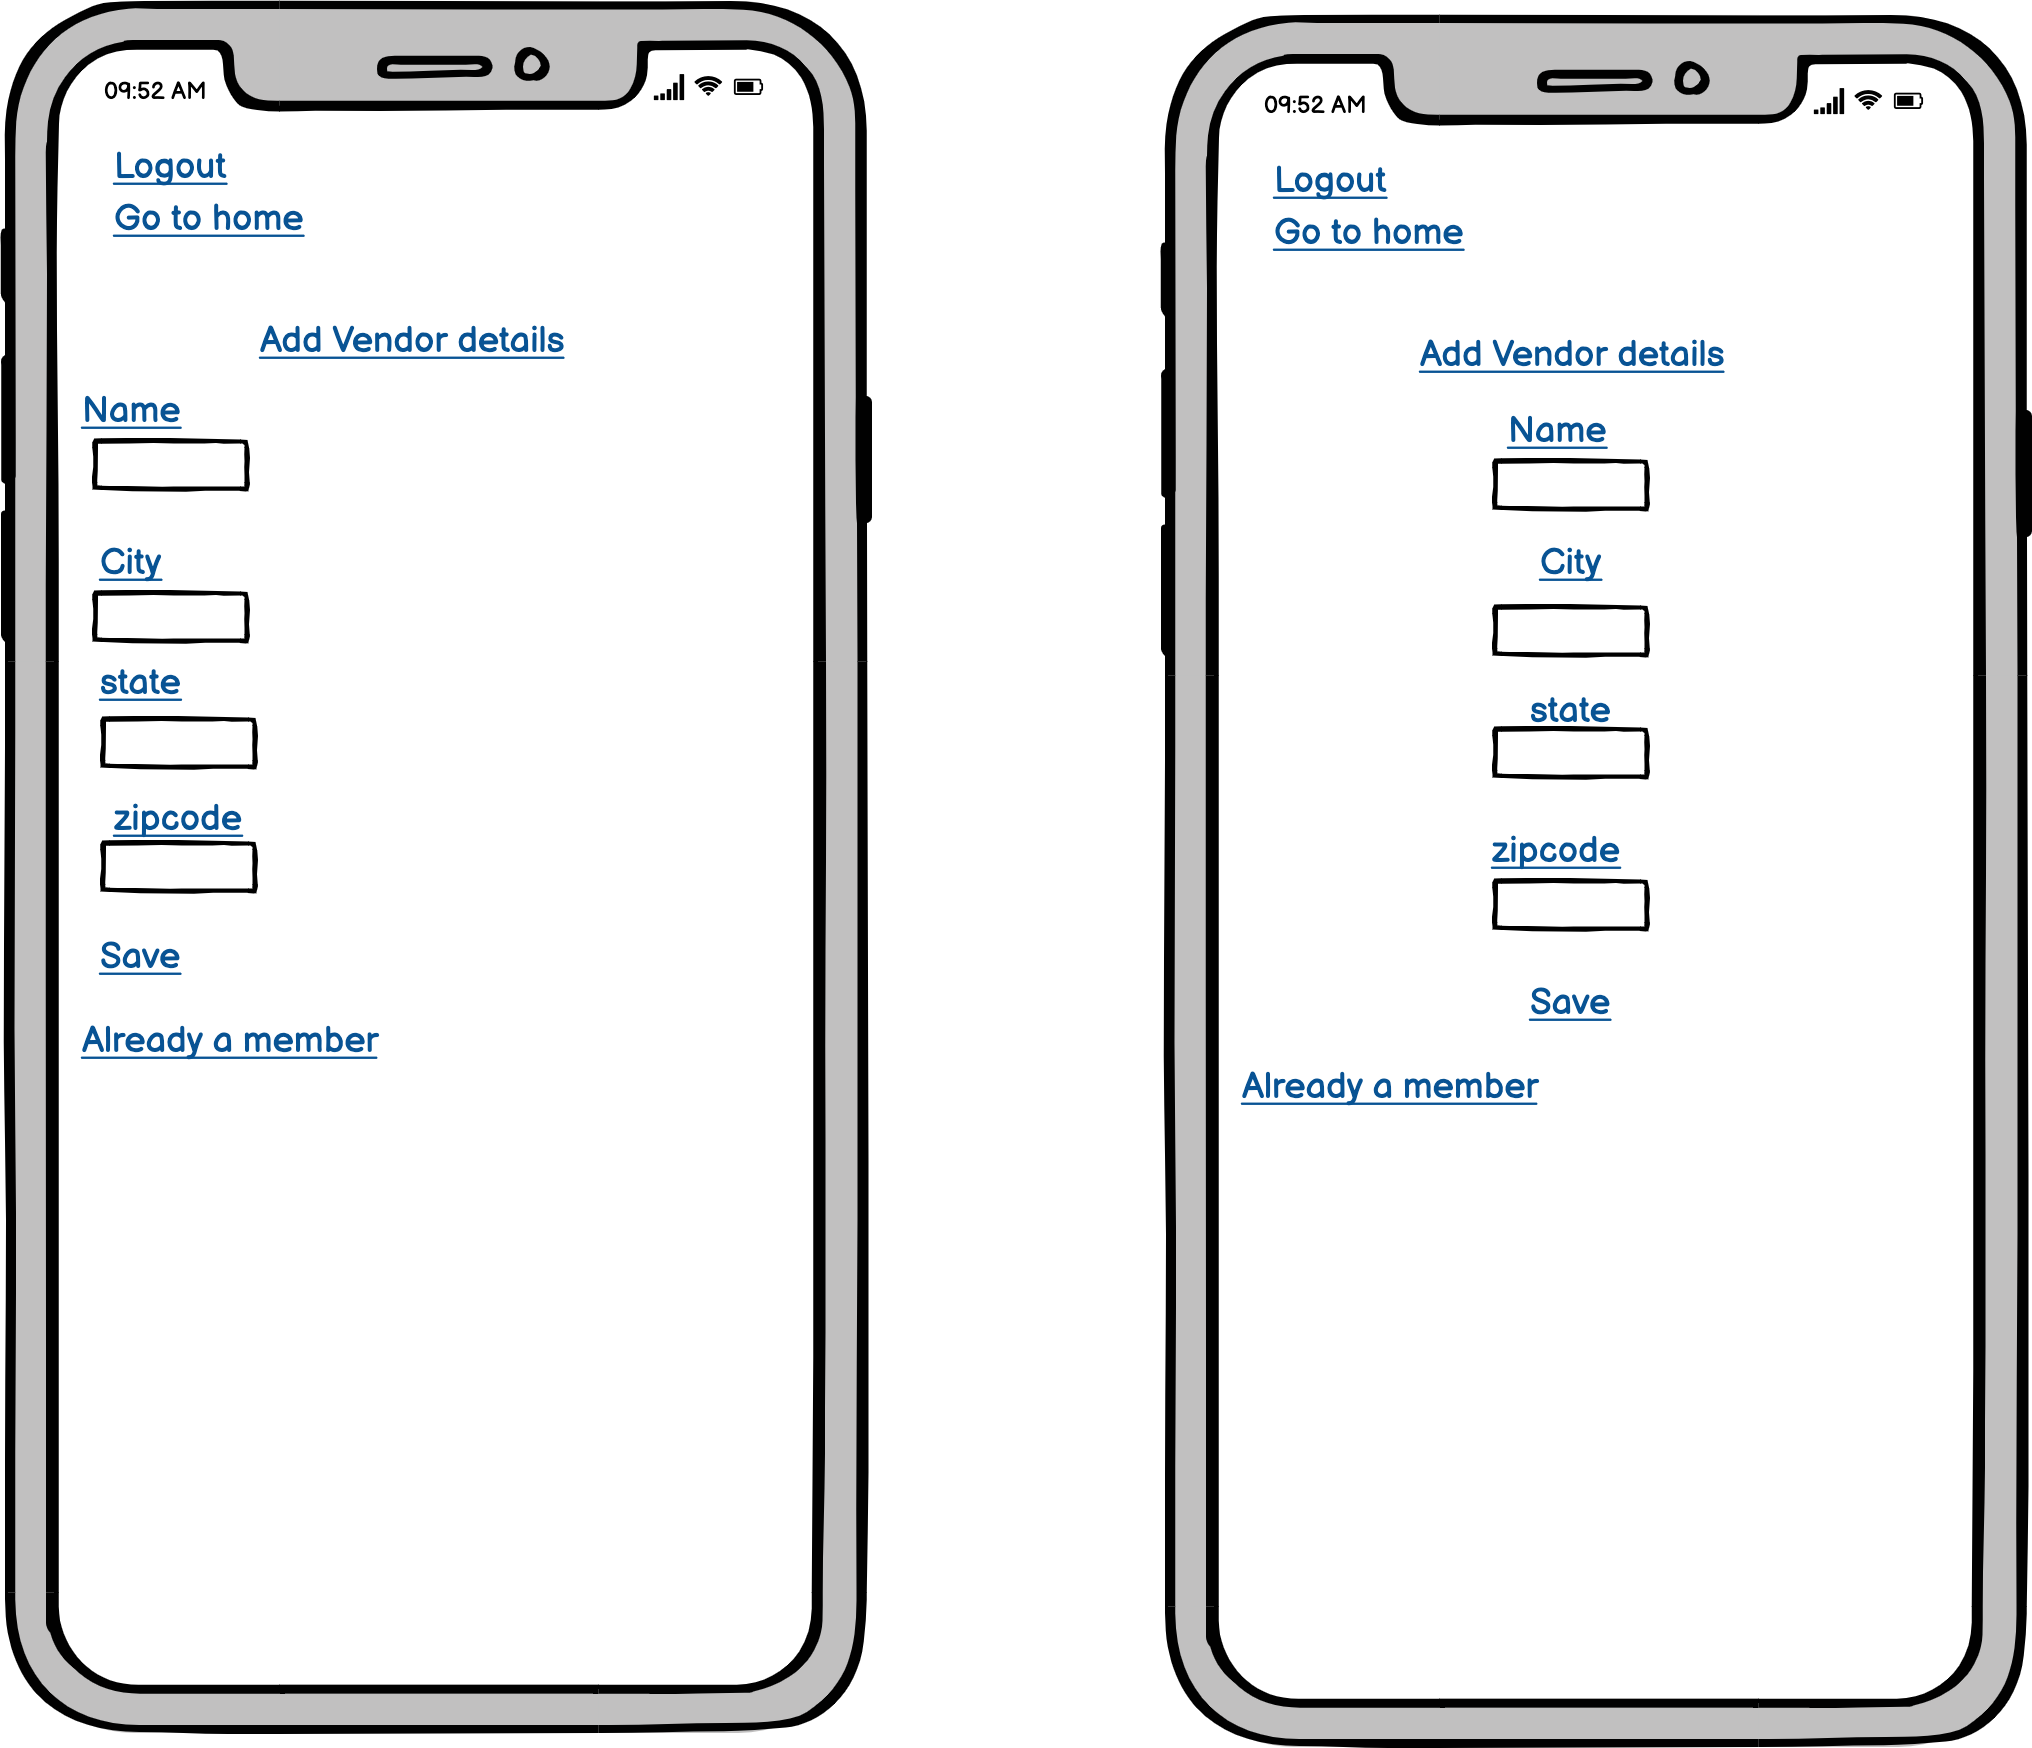 09:52 AM
Logout
Go to home
Add Vendor details
Name
City
state
zipcode
Save
Already a member
09:52 AM
Logout
Go to home
Add Vendor details
Name
City
state
zipcode
Save
Already a member